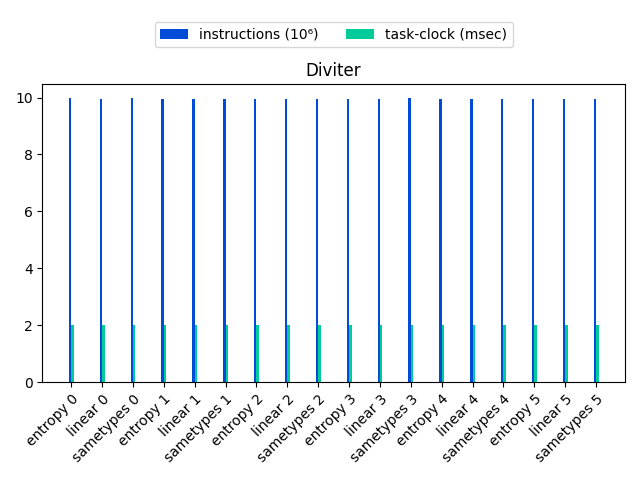 instructions (10⁶)
task-clock (msec)
Diviter
10
8
6
4
2
0
entropy 0
linear 0
sametypes 0
entropy 1
linear 1
sametypes 1
entropy 2
linear 2
sametypes 2
entropy 3
linear 3
sametypes 3
entropy 4
linear 4
sametypes 4
entropy 5
linear 5
sametypes 5